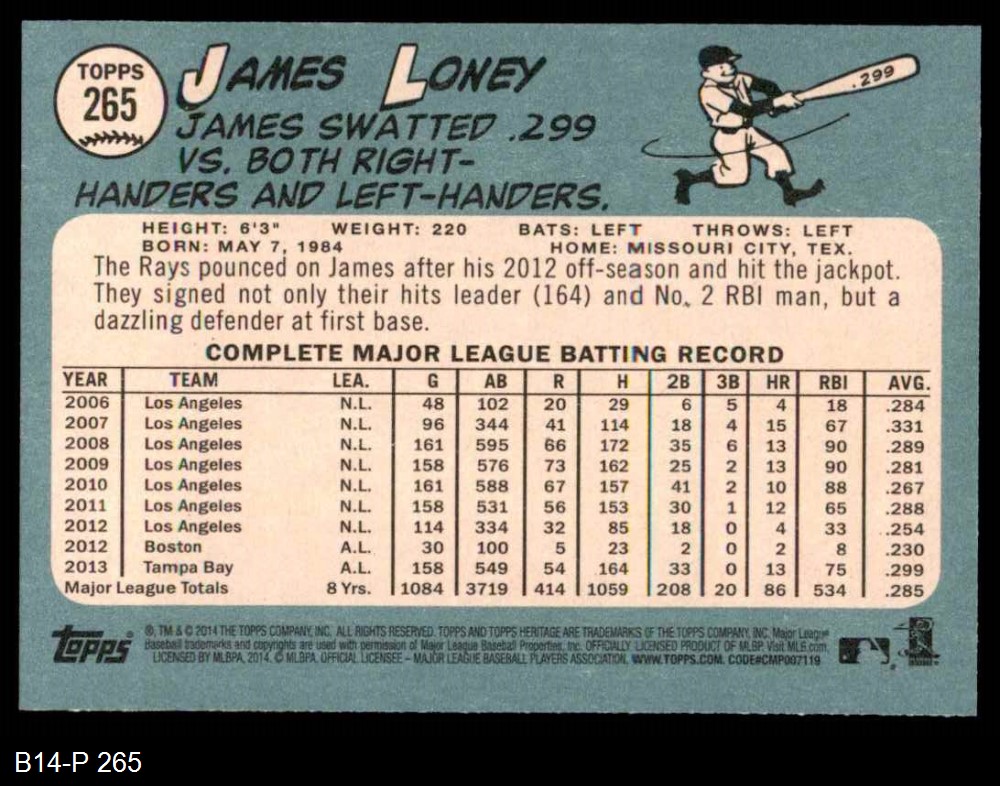 TOPPS
265
JAMES LONEY
JAMES SWATTED .299
VS. BOTH RIGHT-
HANDERS AND LEFT-HANDERS.
.299
HEIGHT: 6'3" WEIGHT: 220 BATS: LEFT THROWS: LEFT
BORN: MAY 7, 1984 HOME: MISSOURI CITY, TEX.
The Rays pounced on James after his 2012 off-season and hit the jackpot.
They signed not only their hits leader (164) and No. 2 RBI man, but a
dazzling defender at first base.
COMPLETE MAJOR LEAGUE BATTING RECORD
YEAR TEAM LEA. G AB R H 2B 3B HR RBI AVG.
2006 Los Angeles N.L. 48 102 20 29 6 5 4 18 .284
2007 Los Angeles N.L. 96 344 41 114 18 4 15 67 .331
2008 Los Angeles N.L. 161 595 66 172 35 6 13 90 .289
2009 Los Angeles N.L. 158 576 73 162 25 2 13 90 .281
2010 Los Angeles N.L. 161 588 67 157 41 2 10 88 .267
2011 Los Angeles N.L. 158 531 56 153 30 1 12 65 .288
2012 Los Angeles N.L. 114 334 32 85 18 0 4 33 .254
2012 Boston A.L. 30 100 5 23 2 0 2 8 .230
2013 Tampa Bay A.L. 158 549 54 164 33 0 13 75 .299
Major League Totals 8 Yrs. 1084 3719 414 1059 208 20 86 534 .285
Topps
®, TM & © 2014 THE TOPPS COMPANY, INC. ALL RIGHTS RESERVED. TOPPS AND TOPPS HERITAGE ARE TRADEMARKS OF THE TOPPS COMPANY, INC. Major League
Baseball trademarks and copyrights are used with permission of Major League Baseball Properties, Inc. OFFICIALLY LICENSED PRODUCT OF MLBP. Visit MLB.com.
LICENSED BY MLBPA, 2014. © MLBPA. OFFICIAL LICENSEE – MAJOR LEAGUE BASEBALL PLAYERS ASSOCIATION. WWW.TOPPS.COM. CODE#CMP007119
B14-P 265